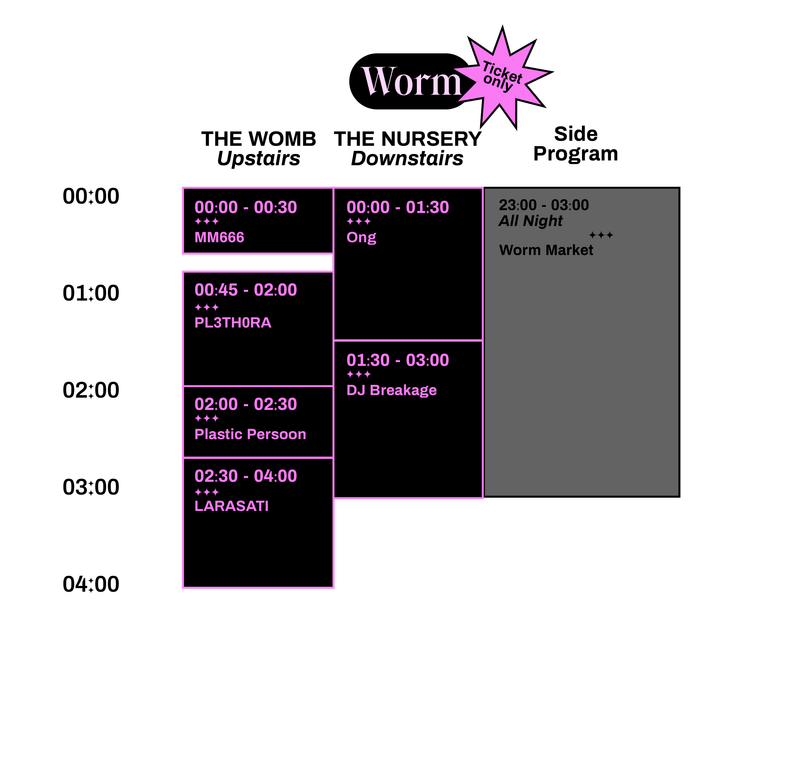 Worm
Ticket
only
THE WOMB
Upstairs
THE NURSERY
Downstairs
Side
Program
00:00
01:00
02:00
03:00
04:00
00:00 - 00:30
MM666
00:45 - 02:00
PL3TH0RA
02:00 - 02:30
Plastic Persoon
02:30 - 04:00
LARASATI
00:00 - 01:30
Ong
01:30 - 03:00
DJ Breakage
23:00 - 03:00
All Night
Worm Market